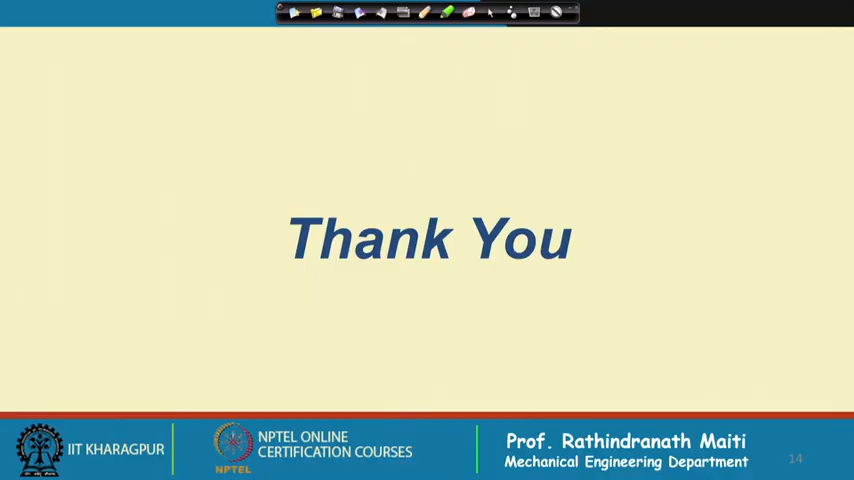 Thank You
IIT KHARAGPUR
NPTEL
NPTEL ONLINE
CERTIFICATION COURSES
Prof. Rathindranath Maiti
Mechanical Engineering Department
14